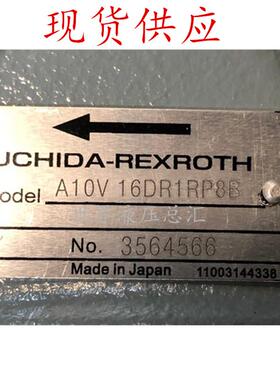 现货供应
UCHIDA-REXROTH
Model A10V 16DR1RP8B
No. 3564566
Made in Japan 11003144338